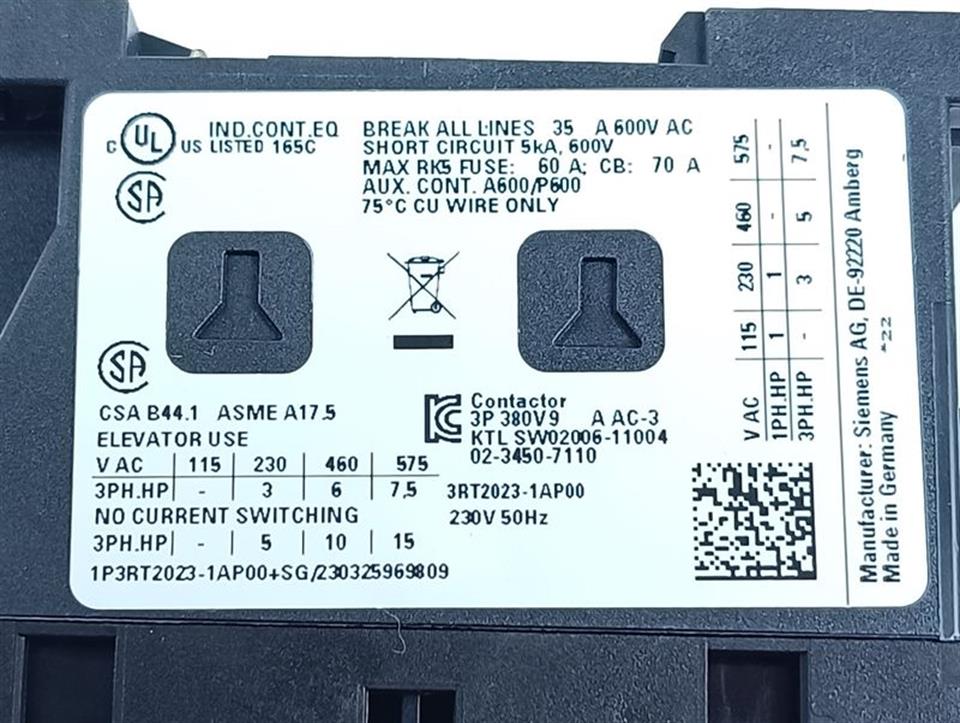 C UL US
IND.CONT.EQ
LISTED 165C
SA
BREAK ALL LINES 35 A 600V AC
SHORT CIRCUIT 5kA, 600V
MAX RK5 FUSE: 60 A; CB: 70 A
AUX. CONT. A600/P600
75°C CU WIRE ONLY
V AC 115 230 460 575
1PH.HP 1 1 - -
3PH.HP - 3 5 7,5
Manufacturer: Siemens AG, DE-92220 Amberg
Made in Germany
SA
CSA B44.1 ASME A17.5
ELEVATOR USE
V AC | 115 | 230 | 460 | 575
3PH.HP | - | 3 | 6 | 7,5
NO CURRENT SWITCHING
3PH.HP | - | 5 | 10 | 15
1P3RT2023-1AP00+SG/230325969809
Contactor
3P 380V9 A AC-3
KTL SW02006-11004
02-3450-7110
3RT2023-1AP00
230V 50Hz